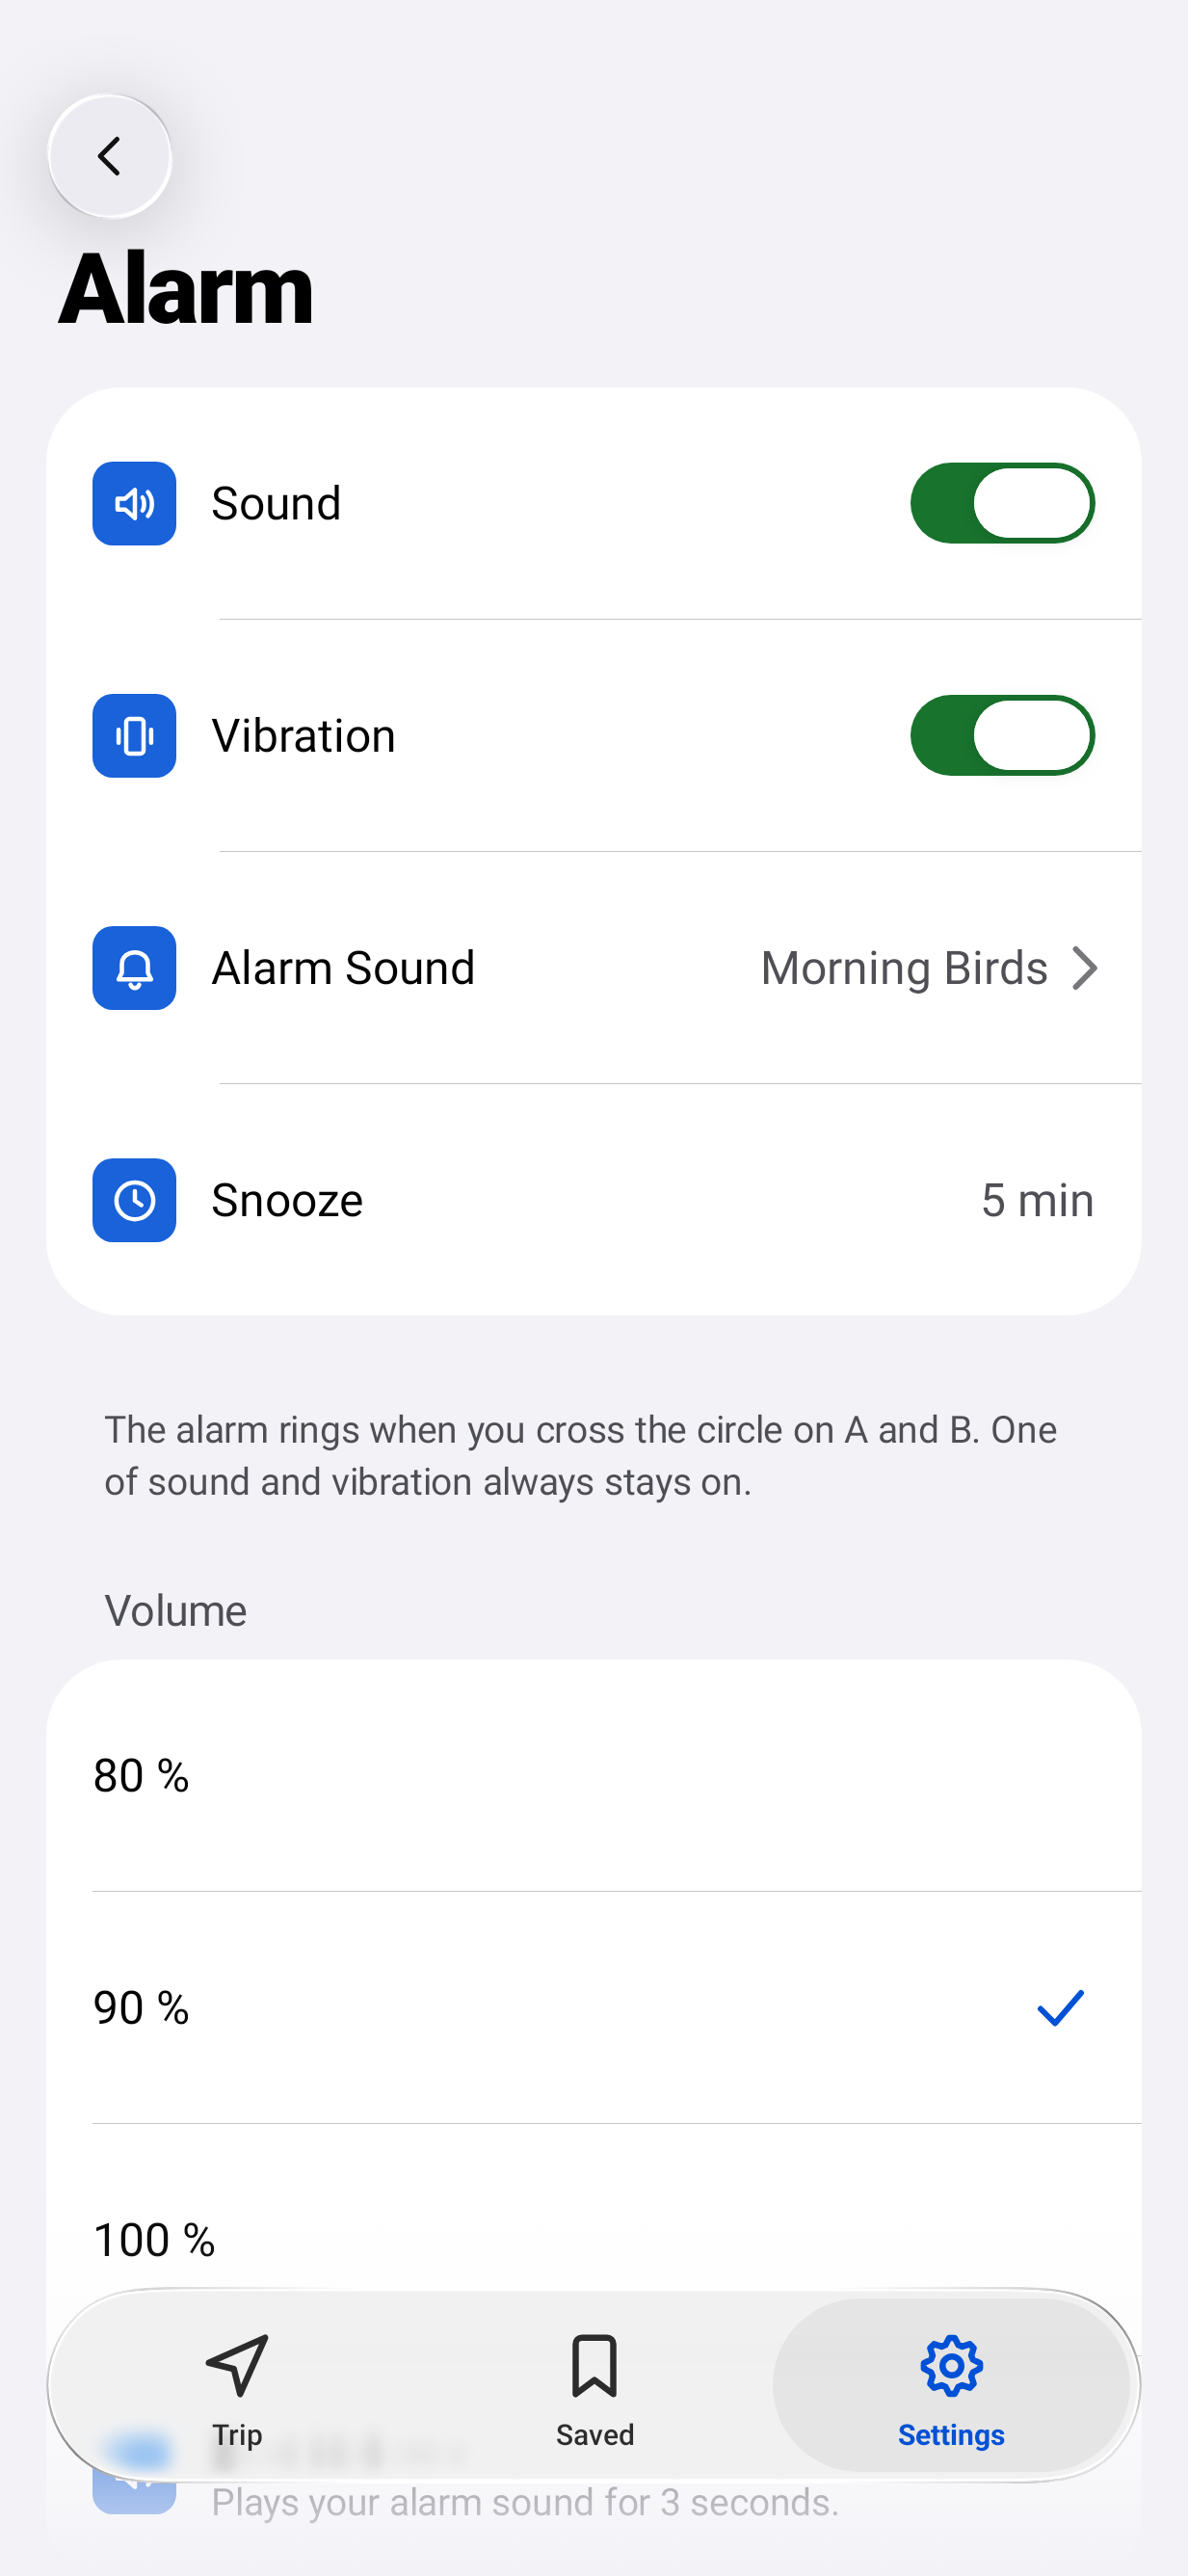 Alarm
Sound
Vibration
Alarm Sound
Morning Birds
Snooze
5 min
The alarm rings when you cross the circle on A and B. One
of sound and vibration always stays on.
Volume
80 %
90 %
100 %
Trip
Saved
Settings
Plays your alarm sound for 3 seconds.